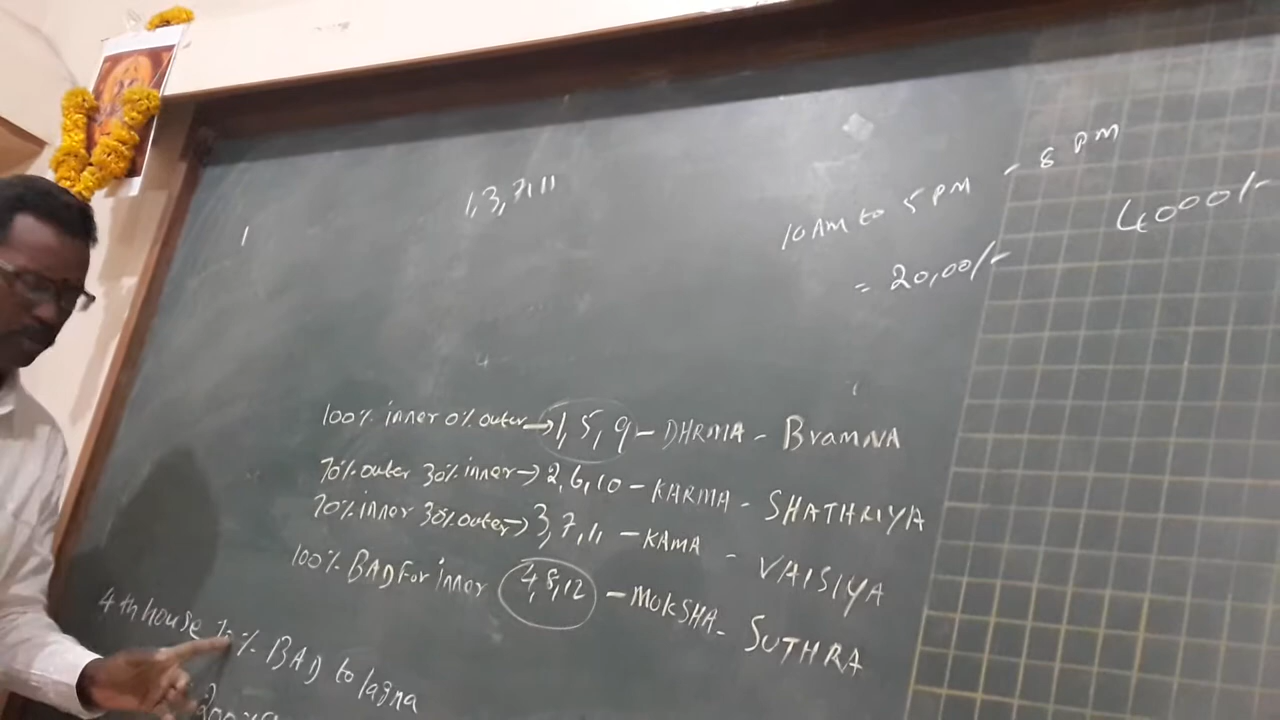 1
1, 3, 7, 11
10 AM to 5 PM - 8 PM
4000/-
= 20,00/-
100% inner 0% outer → 1, 5, 9 - DHRMA - BramNA
70% outer 30% inner → 2, 6, 10 - KARMA - SHATHRIYA
70% inner 30% outer → 3, 7, 11 - KAMA - VAISIYA
100% BAD For inner 4, 8, 12 - MOKSHA - SUTHRA
4th house % BAD to lagna